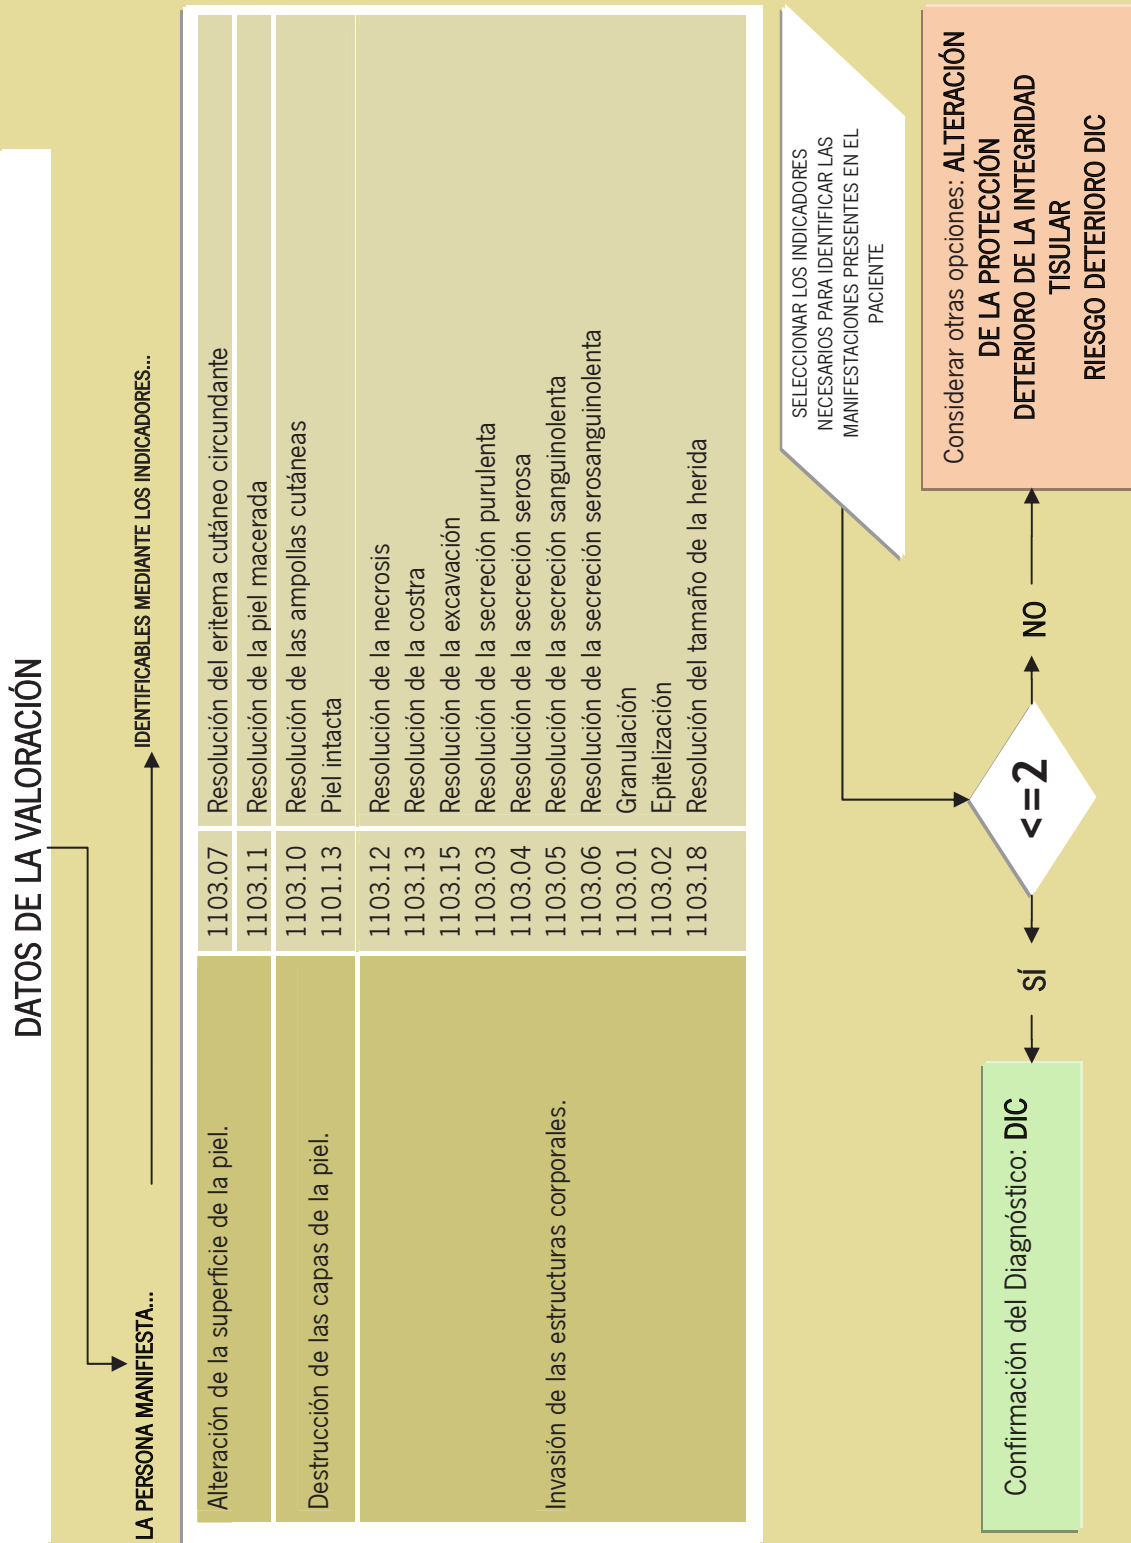 DATOS DE LA VALORACIÓN
LA PERSONA MANIFIESTA...
IDENTIFICABLES MEDIANTE LOS INDICADORES...
Alteración de la superficie de la piel.
1103.07 Resolución del eritema cutáneo circundante
1103.11 Resolución de la piel macerada
Destrucción de las capas de la piel.
1103.10 Resolución de las ampollas cutáneas
1101.13 Piel intacta
Invasión de las estructuras corporales.
1103.12 Resolución de la necrosis
1103.13 Resolución de la costra
1103.15 Resolución de la excavación
1103.03 Resolución de la secreción purulenta
1103.04 Resolución de la secreción serosa
1103.05 Resolución de la secreción sanguinolenta
1103.06 Resolución de la secreción serosanguinolenta
1103.01 Granulación
1103.02 Epitelización
1103.18 Resolución del tamaño de la herida
SELECCIONAR LOS INDICADORES
NECESARIOS PARA IDENTIFICAR LAS
MANIFESTACIONES PRESENTES EN EL
PACIENTE
<=2
SÍ
NO
Confirmación del Diagnóstico: DIC
Considerar otras opciones: ALTERACIÓN
DE LA PROTECCIÓN
DETERIORO DE LA INTEGRIDAD
TISULAR
RIESGO DETERIORO DIC